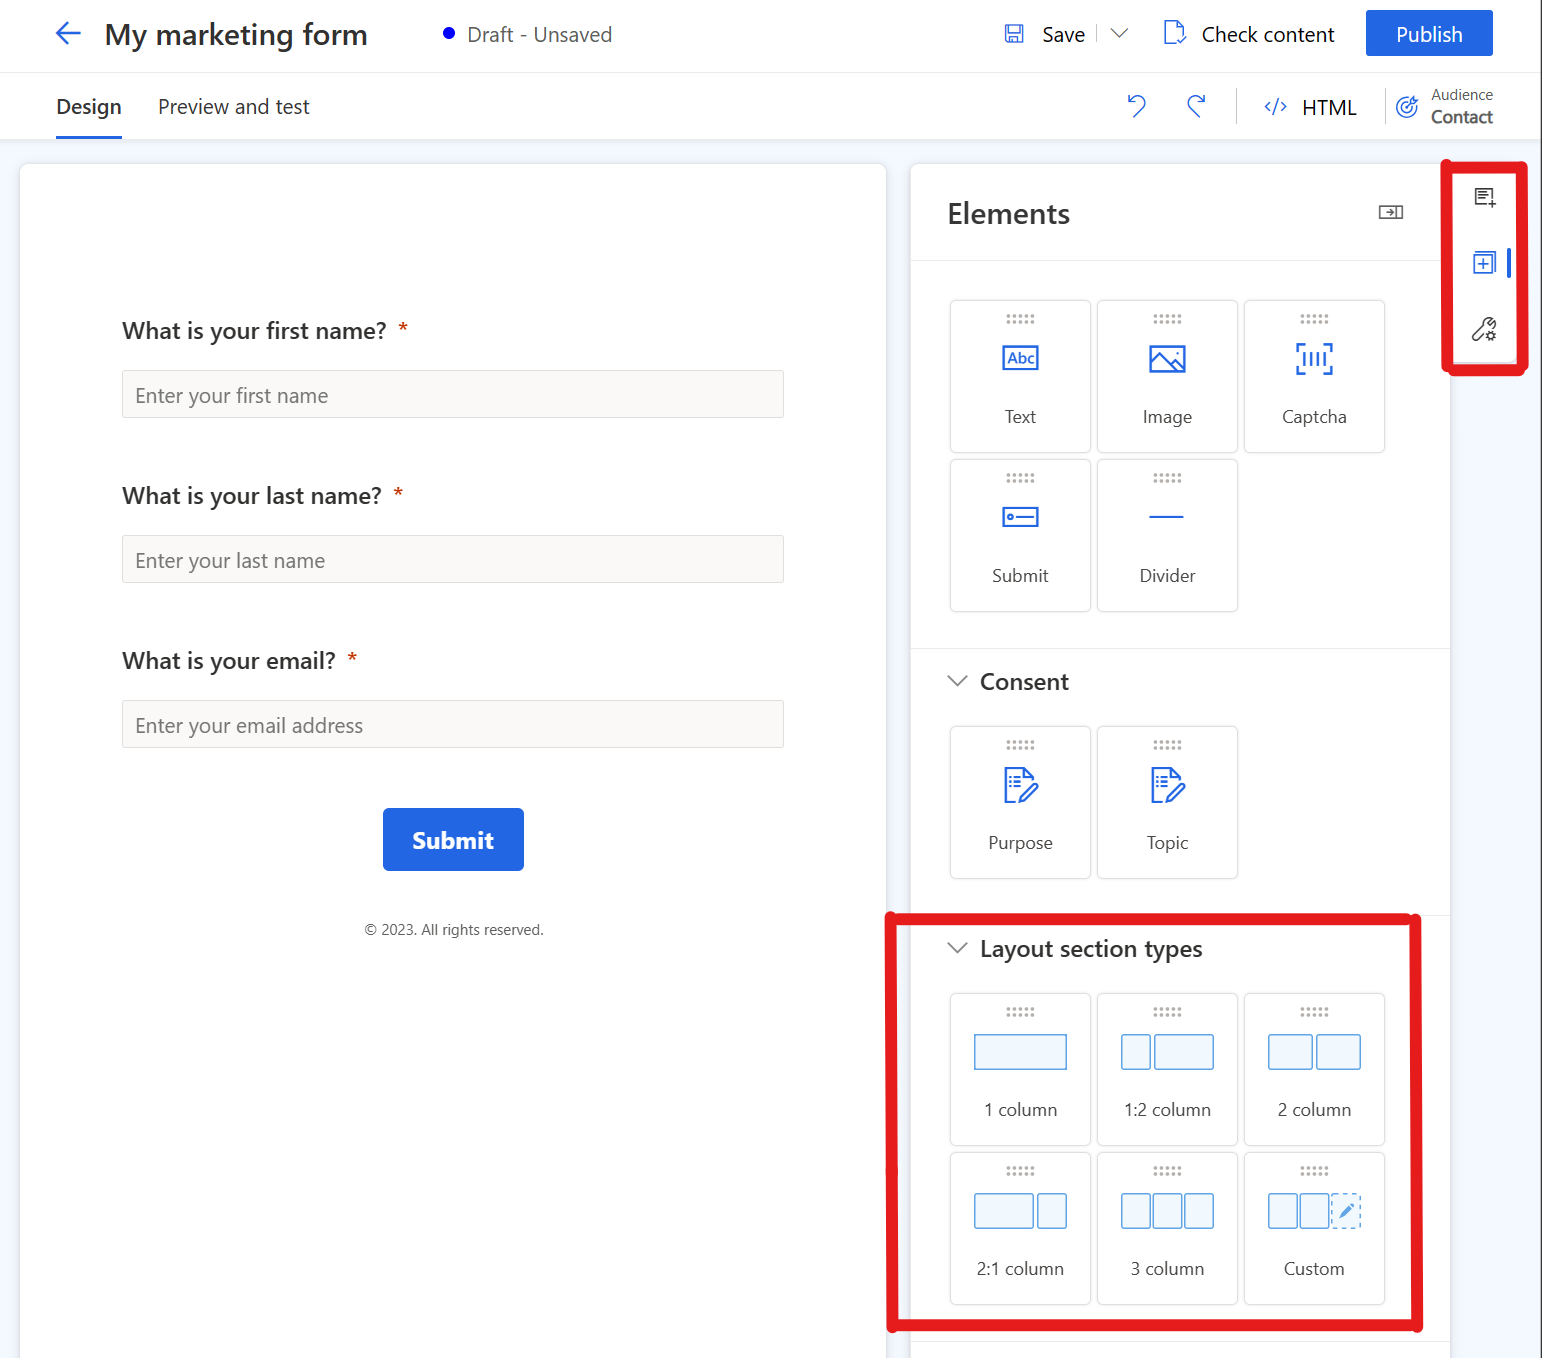 My marketing form
Draft - Unsaved
Save
Check content
Publish
Design
Preview and test
</> HTML
Audience
Contact
What is your first name? *
Enter your first name
What is your last name? *
Enter your last name
What is your email? *
Enter your email address
Submit
© 2023. All rights reserved.
Elements
Abc
Text
Image
Captcha
Submit
Divider
Consent
Purpose
Topic
Layout section types
1 column
1:2 column
2 column
2:1 column
3 column
Custom